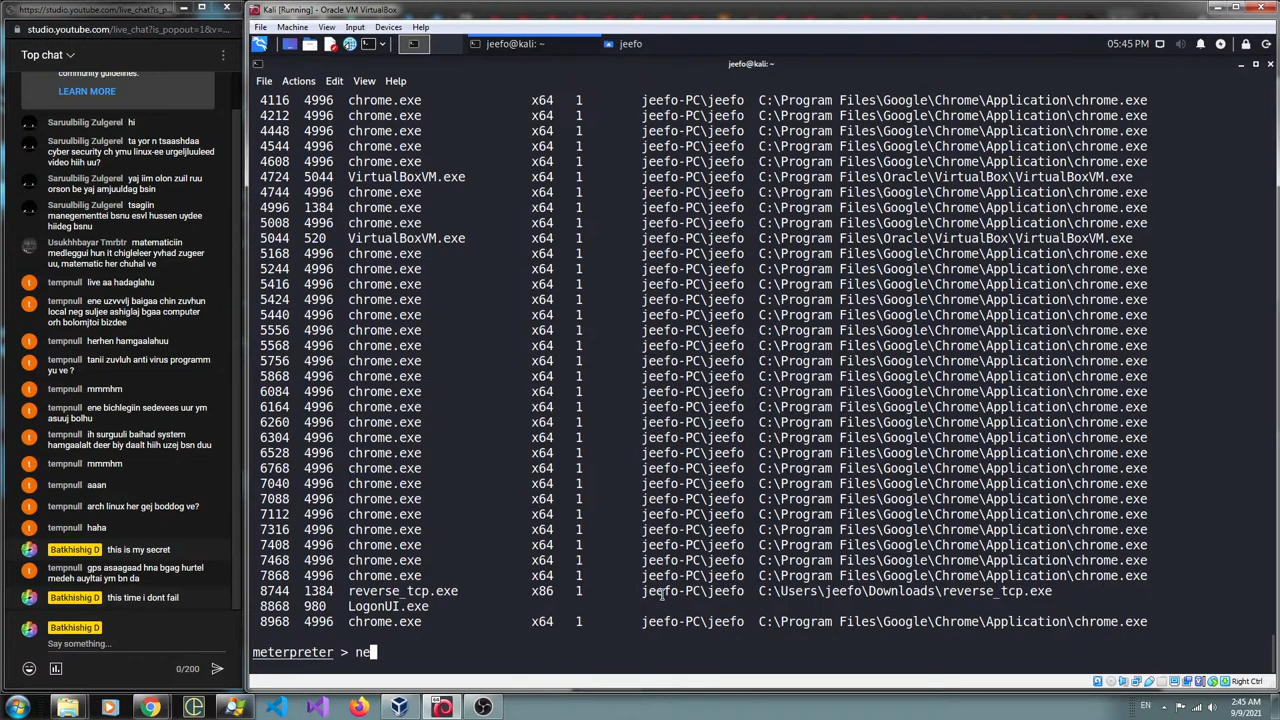 https://studio.youtube.com/live_chat?is_popout=1&v=...
https://studio.youtube.com/live_chat?is_popout=1&v=...
Top chat
community guidelines.
LEARN MORE
Saruulbilig Zulgerel hi
Saruulbilig Zulgerel ta yor n tsaashdaa
cyber security ch ymu linux-ee urgeljluuleed
video hiih uu?
Saruulbilig Zulgerel yaj iim olon zuil ruu
orson be yaj amjuuldag bsin
Saruulbilig Zulgerel tsagiin
manegementtei bsnu esvl hussen uydee
hiideg bsnu
Usukhhbayar Tmrbtr matematiciin
medleggui hun it chigleleer yvhad zugeer
uu, matematic her chuhal ve
tempnull live aa hadaglahu
tempnull ene uzvvvlj baigaa chin zuvhun
local neg suljee ashiglaj bgaa computer
orh bolomjtoi bizdee
tempnull herhen hamgaalahuu
tempnull tanii zuvluh anti virus programm
yu ve ?
tempnull mmmhm
tempnull ene bichlegiin sedevees uur ym
asuuj bolhu
tempnull ih surguuli baihad system
hamgaalalt deer biy daalt hiih uzej bsn duu
tempnull mmmhm
tempnull aaan
tempnull arch linux her gej boddog ve?
tempnull haha
Batkhishig D this is my secret
tempnull gps asaagaad hna bgag hurtel
medeh auyltai ym bn da
Batkhishig D this time i dont fail
Batkhishig D
Say something...
0/200
Kali [Running] - Oracle VM VirtualBox
File Machine View Input Devices Help
jeefo@kali: ~ jeefo 05:45 PM
jeefo@kali: ~
File Actions Edit View Help
4116 4996 chrome.exe x64 1 jeefo-PC\jeefo C:\Program Files\Google\Chrome\Application\chrome.exe
4212 4996 chrome.exe x64 1 jeefo-PC\jeefo C:\Program Files\Google\Chrome\Application\chrome.exe
4448 4996 chrome.exe x64 1 jeefo-PC\jeefo C:\Program Files\Google\Chrome\Application\chrome.exe
4544 4996 chrome.exe x64 1 jeefo-PC\jeefo C:\Program Files\Google\Chrome\Application\chrome.exe
4608 4996 chrome.exe x64 1 jeefo-PC\jeefo C:\Program Files\Google\Chrome\Application\chrome.exe
4724 5044 VirtualBoxVM.exe x64 1 jeefo-PC\jeefo C:\Program Files\Oracle\VirtualBox\VirtualBoxVM.exe
4744 4996 chrome.exe x64 1 jeefo-PC\jeefo C:\Program Files\Google\Chrome\Application\chrome.exe
4996 1384 chrome.exe x64 1 jeefo-PC\jeefo C:\Program Files\Google\Chrome\Application\chrome.exe
5008 4996 chrome.exe x64 1 jeefo-PC\jeefo C:\Program Files\Google\Chrome\Application\chrome.exe
5044 520 VirtualBoxVM.exe x64 1 jeefo-PC\jeefo C:\Program Files\Oracle\VirtualBox\VirtualBoxVM.exe
5168 4996 chrome.exe x64 1 jeefo-PC\jeefo C:\Program Files\Google\Chrome\Application\chrome.exe
5244 4996 chrome.exe x64 1 jeefo-PC\jeefo C:\Program Files\Google\Chrome\Application\chrome.exe
5416 4996 chrome.exe x64 1 jeefo-PC\jeefo C:\Program Files\Google\Chrome\Application\chrome.exe
5424 4996 chrome.exe x64 1 jeefo-PC\jeefo C:\Program Files\Google\Chrome\Application\chrome.exe
5440 4996 chrome.exe x64 1 jeefo-PC\jeefo C:\Program Files\Google\Chrome\Application\chrome.exe
5556 4996 chrome.exe x64 1 jeefo-PC\jeefo C:\Program Files\Google\Chrome\Application\chrome.exe
5568 4996 chrome.exe x64 1 jeefo-PC\jeefo C:\Program Files\Google\Chrome\Application\chrome.exe
5756 4996 chrome.exe x64 1 jeefo-PC\jeefo C:\Program Files\Google\Chrome\Application\chrome.exe
5868 4996 chrome.exe x64 1 jeefo-PC\jeefo C:\Program Files\Google\Chrome\Application\chrome.exe
6084 4996 chrome.exe x64 1 jeefo-PC\jeefo C:\Program Files\Google\Chrome\Application\chrome.exe
6164 4996 chrome.exe x64 1 jeefo-PC\jeefo C:\Program Files\Google\Chrome\Application\chrome.exe
6260 4996 chrome.exe x64 1 jeefo-PC\jeefo C:\Program Files\Google\Chrome\Application\chrome.exe
6304 4996 chrome.exe x64 1 jeefo-PC\jeefo C:\Program Files\Google\Chrome\Application\chrome.exe
6528 4996 chrome.exe x64 1 jeefo-PC\jeefo C:\Program Files\Google\Chrome\Application\chrome.exe
6768 4996 chrome.exe x64 1 jeefo-PC\jeefo C:\Program Files\Google\Chrome\Application\chrome.exe
7040 4996 chrome.exe x64 1 jeefo-PC\jeefo C:\Program Files\Google\Chrome\Application\chrome.exe
7088 4996 chrome.exe x64 1 jeefo-PC\jeefo C:\Program Files\Google\Chrome\Application\chrome.exe
7112 4996 chrome.exe x64 1 jeefo-PC\jeefo C:\Program Files\Google\Chrome\Application\chrome.exe
7316 4996 chrome.exe x64 1 jeefo-PC\jeefo C:\Program Files\Google\Chrome\Application\chrome.exe
7408 4996 chrome.exe x64 1 jeefo-PC\jeefo C:\Program Files\Google\Chrome\Application\chrome.exe
7468 4996 chrome.exe x64 1 jeefo-PC\jeefo C:\Program Files\Google\Chrome\Application\chrome.exe
7868 4996 chrome.exe x64 1 jeefo-PC\jeefo C:\Program Files\Google\Chrome\Application\chrome.exe
8744 1384 reverse_tcp.exe x86 1 jeefo-PC\jeefo C:\Users\jeefo\Downloads\reverse_tcp.exe
8868 980 LogonUI.exe
8968 4996 chrome.exe x64 1 jeefo-PC\jeefo C:\Program Files\Google\Chrome\Application\chrome.exe
meterpreter > ne
Right Ctrl
EN
2:45 AM
9/9/2021